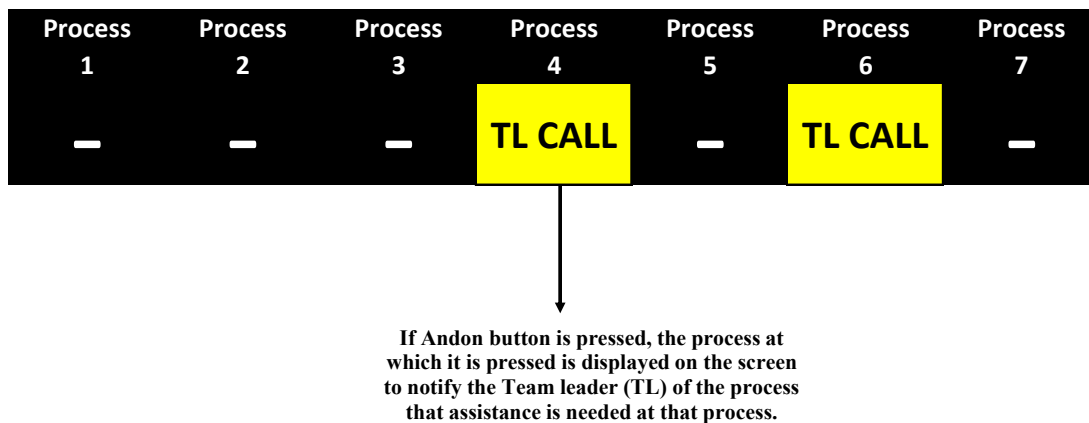 Process Process Process Process Process Process Process
1 2 3 4 5 6 7
– – – TL CALL – TL CALL –
If Andon button is pressed, the process at
which it is pressed is displayed on the screen
to notify the Team leader (TL) of the process
that assistance is needed at that process.